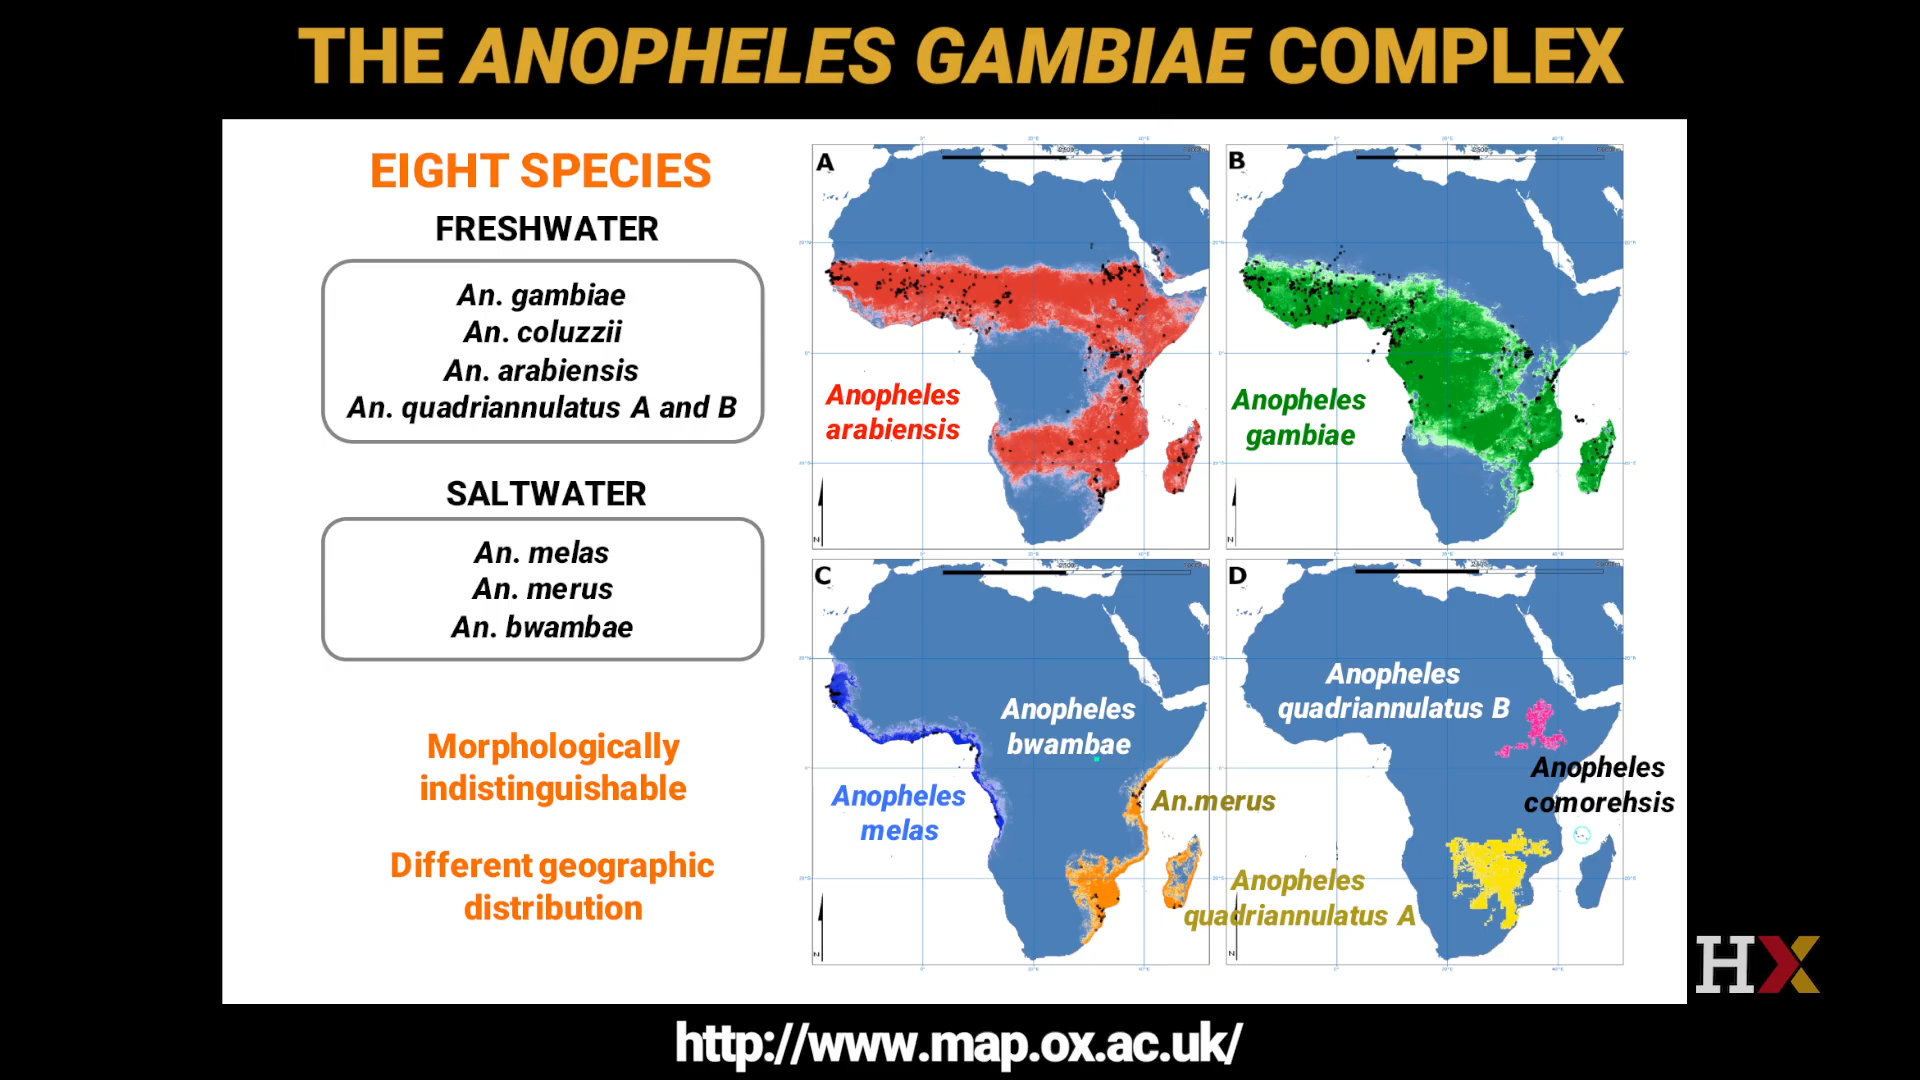 THE ANOPHELES GAMBIAE COMPLEX
EIGHT SPECIES
FRESHWATER
An. gambiae
An. coluzzii
An. arabiensis
An. quadriannulatus A and B
SALTWATER
An. melas
An. merus
An. bwambae
Morphologically
indistinguishable
Different geographic
distribution
A
Anopheles
arabiensis
N
B
Anopheles
gambiae
N
C
Anopheles
bwambae
Anopheles
melas
An.merus
N
D
Anopheles
quadriannulatus B
Anopheles
comorehsis
Anopheles
quadriannulatus A
N
HX
http://www.map.ox.ac.uk/